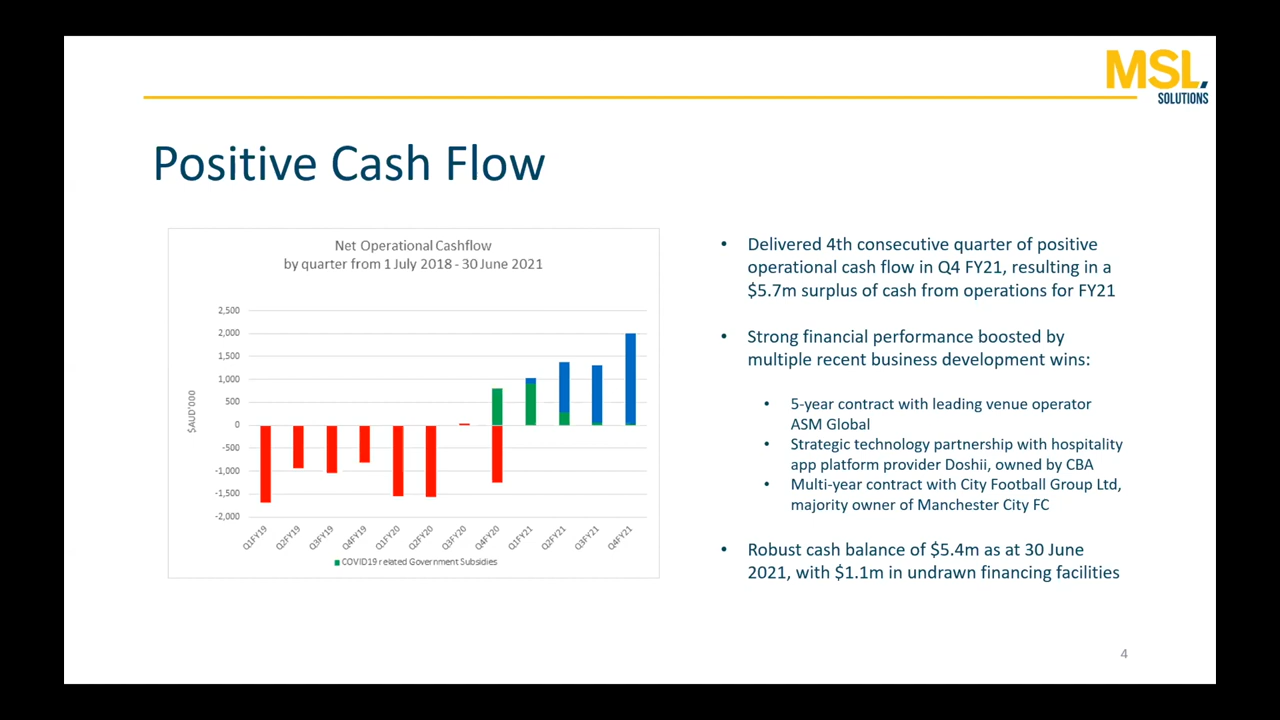 MSL
SOLUTIONS
Positive Cash Flow
Net Operational Cashflow
by quarter from 1 July 2018 - 30 June 2021
2,500
2,000
1,500
1,000
500
0
-500
-1,000
-1,500
-2,000
$AUD'000
Q1FY19
Q2FY19
Q3FY19
Q4FY19
Q1FY20
Q2FY20
Q3FY20
Q4FY20
Q1FY21
Q2FY21
Q3FY21
Q4FY21
COVID19 related Government Subsidies
• Delivered 4th consecutive quarter of positive
operational cash flow in Q4 FY21, resulting in a
$5.7m surplus of cash from operations for FY21
• Strong financial performance boosted by
multiple recent business development wins:
• 5-year contract with leading venue operator
ASM Global
• Strategic technology partnership with hospitality
app platform provider Doshii, owned by CBA
• Multi-year contract with City Football Group Ltd,
majority owner of Manchester City FC
• Robust cash balance of $5.4m as at 30 June
2021, with $1.1m in undrawn financing facilities
4